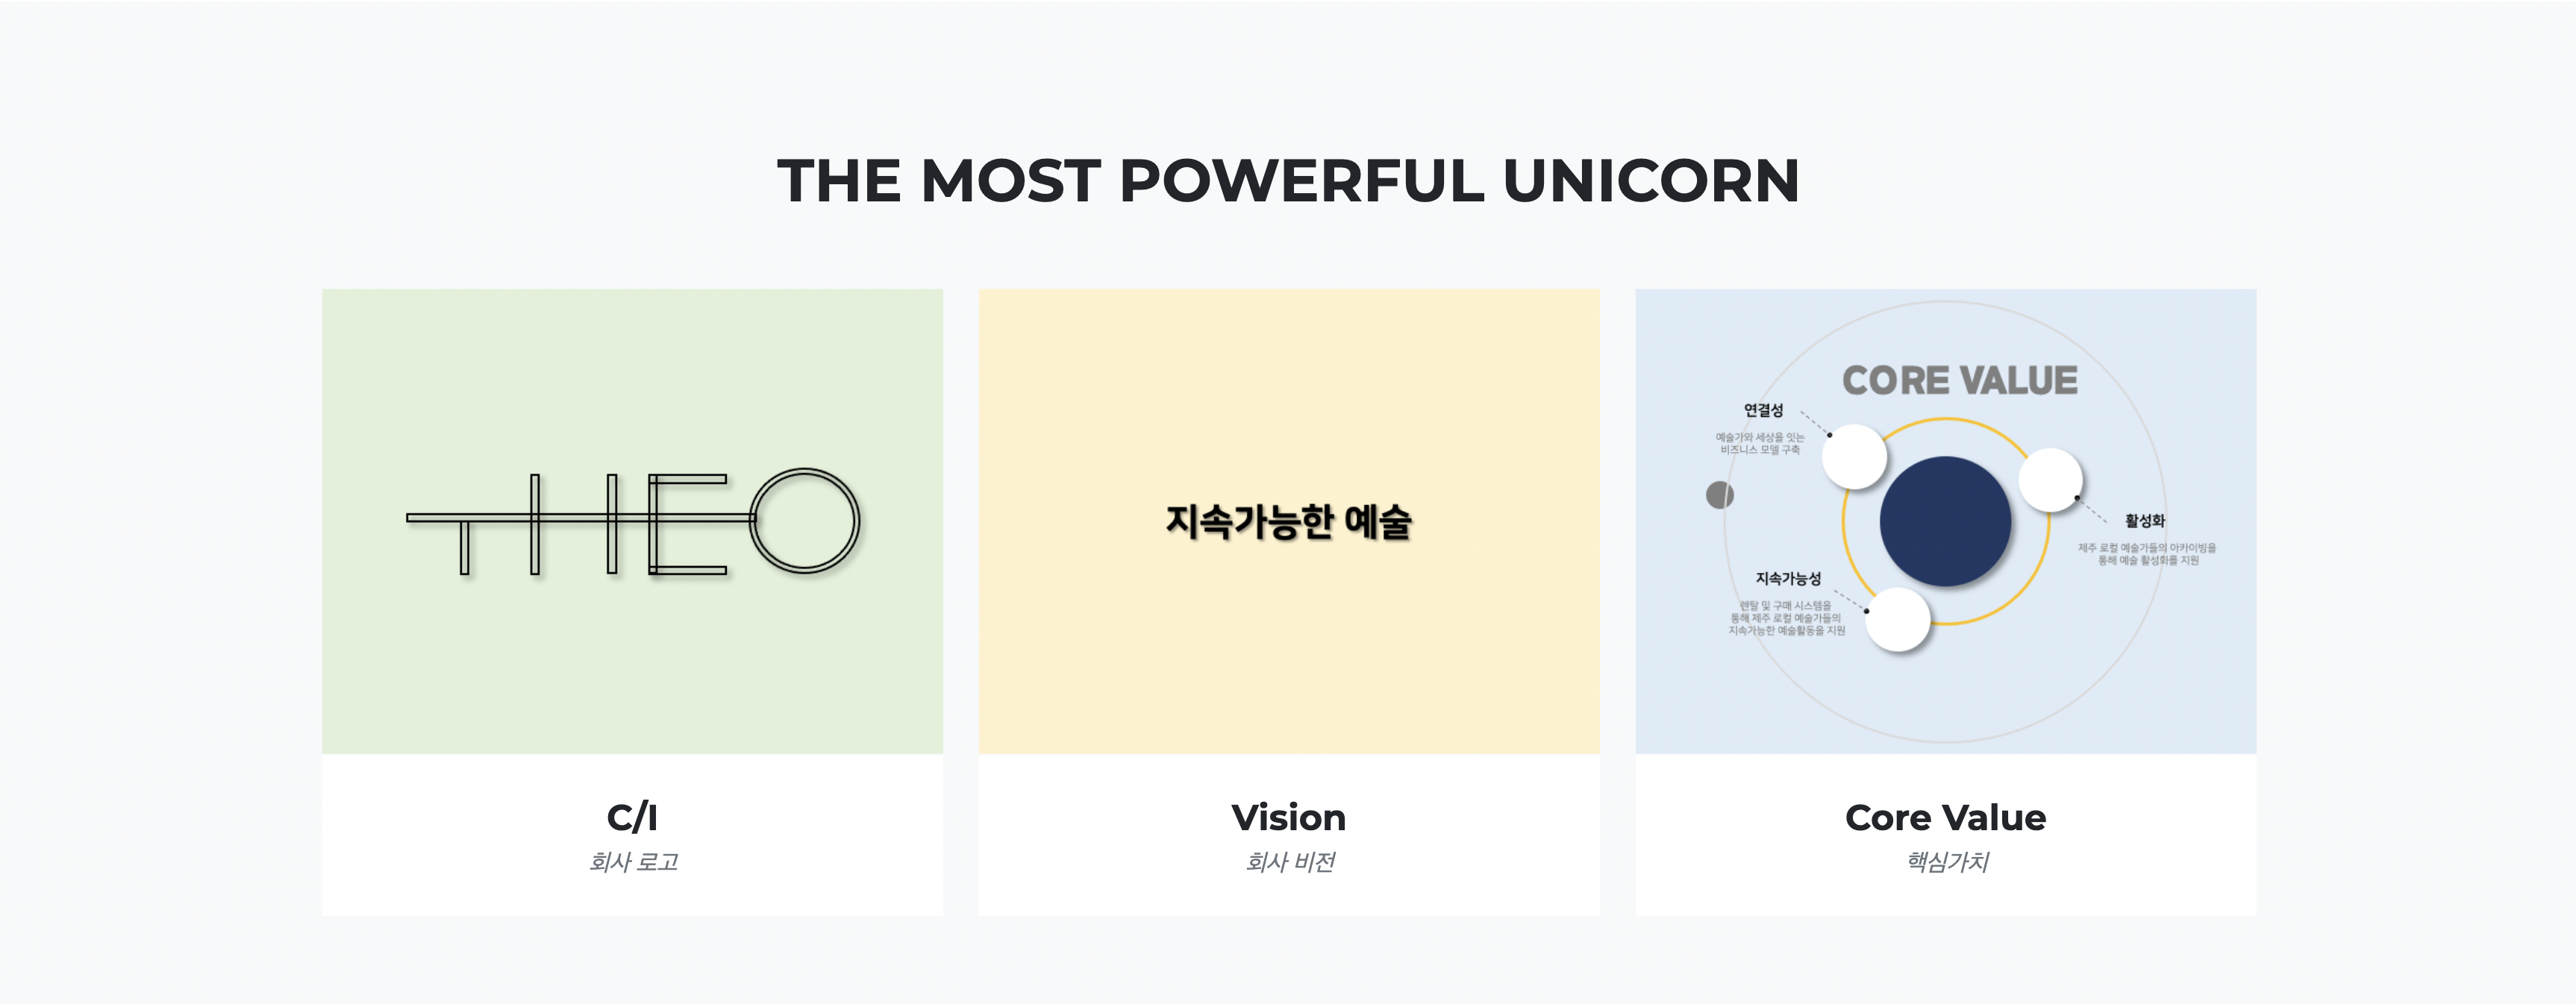 THE MOST POWERFUL UNICORN
THEO
C/I
회사 로고
지속가능한 예술
Vision
회사 비전
CORE VALUE
연결성
예술가와 세상을 잇는
비즈니스 모델 구축
활성화
제주 로컬 예술가들의 아카이빙을
통해 예술 활성화를 지원
지속가능성
렌탈 및 구매 시스템을
통해 제주 로컬 예술가들의
지속가능한 예술활동을 지원
Core Value
핵심가치